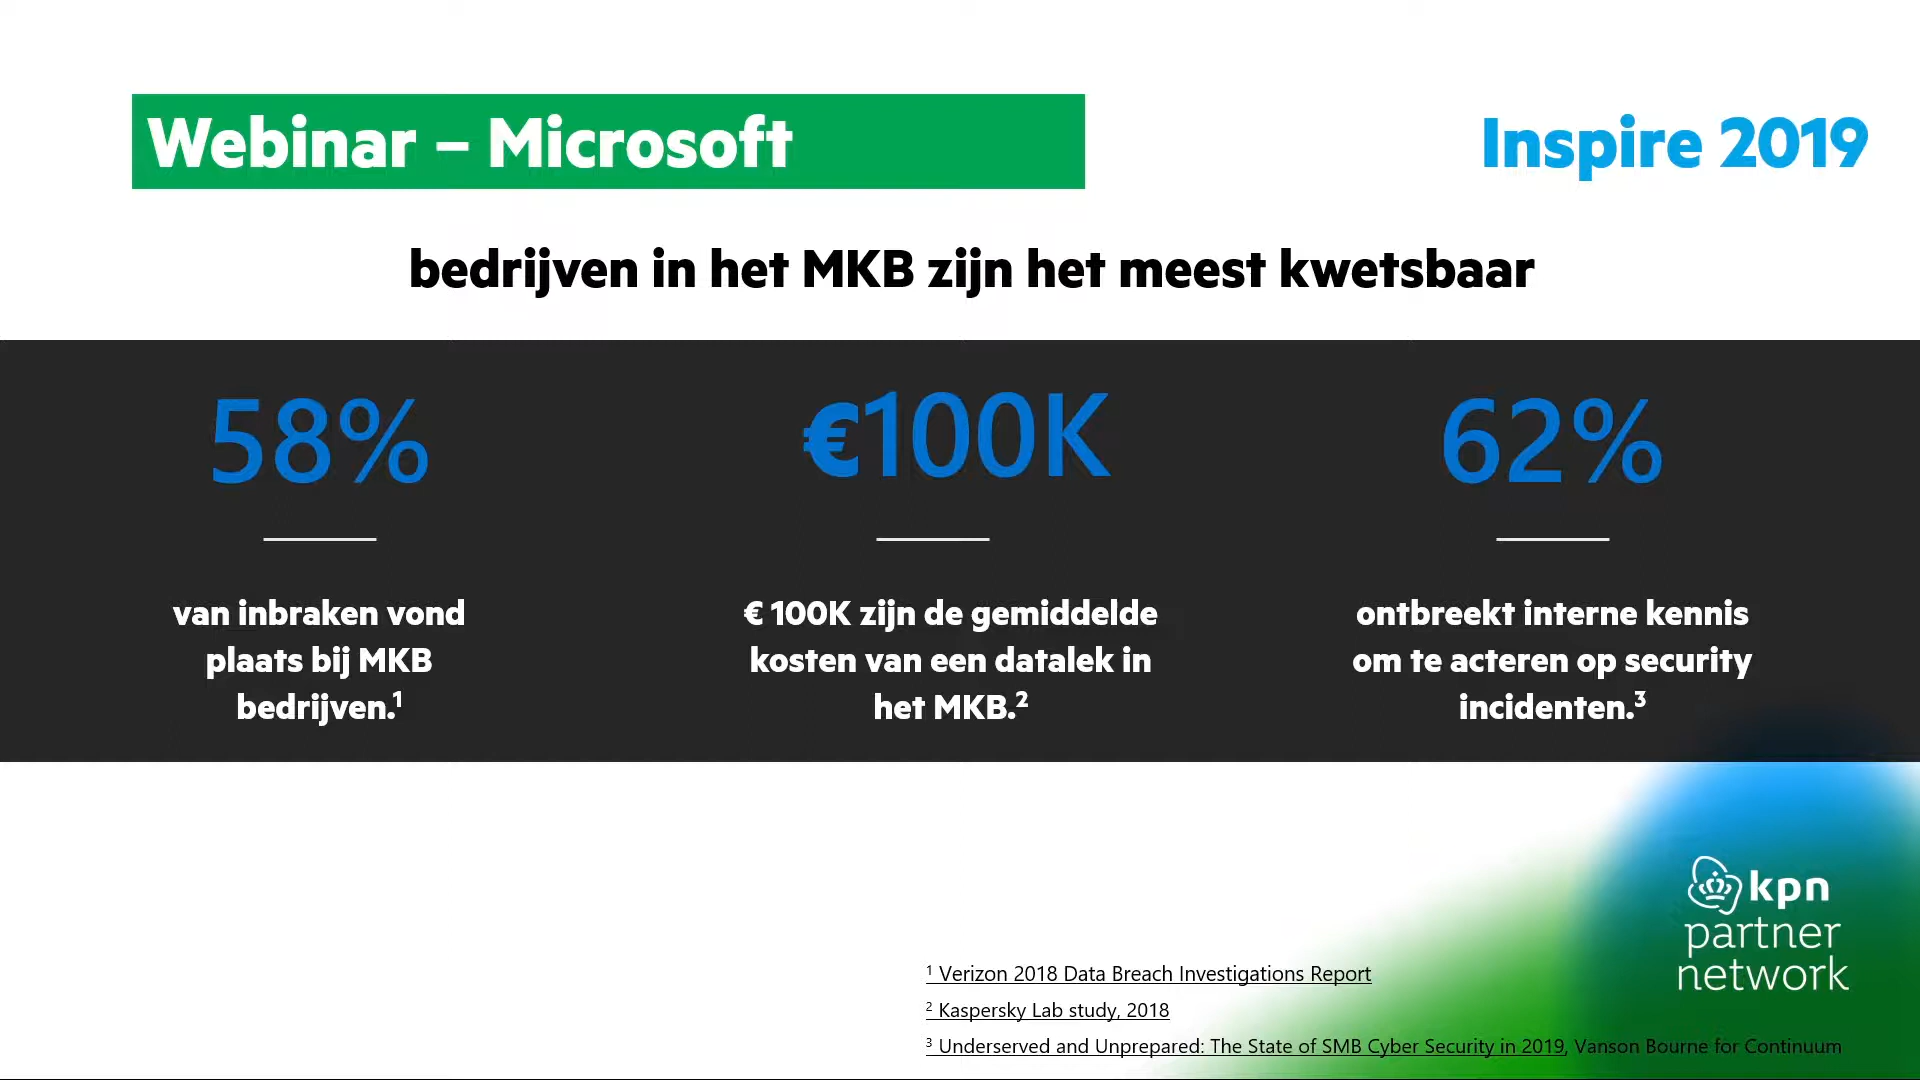 Webinar – Microsoft
Inspire 2019
bedrijven in het MKB zijn het meest kwetsbaar
58%
van inbraken vond
plaats bij MKB
bedrijven.¹
€100K
€ 100K zijn de gemiddelde
kosten van een datalek in
het MKB.²
62%
ontbreekt interne kennis
om te acteren op security
incidenten.³
kpn
partner
network
¹ Verizon 2018 Data Breach Investigations Report
² Kaspersky Lab study, 2018
³ Underserved and Unprepared: The State of SMB Cyber Security in 2019, Vanson Bourne for Continuum